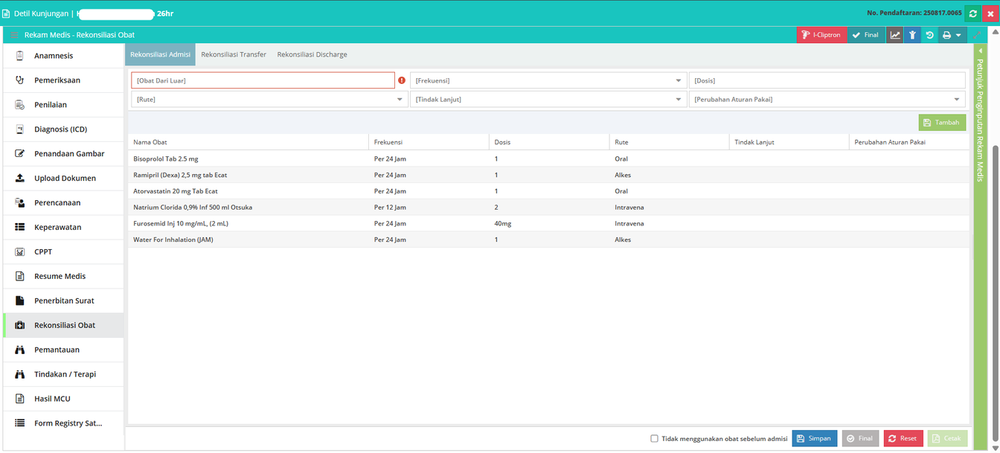 Detil Kunjungan | 26hr
No. Pendaftaran: 250817.0065
Rekam Medis - Rekonsiliasi Obat
I-Cliptron
Final
Anamnesis
Pemeriksaan
Penilaian
Diagnosis (ICD)
Penandaan Gambar
Upload Dokumen
Perencanaan
Keperawatan
CPPT
Resume Medis
Penerbitan Surat
Rekonsiliasi Obat
Pemantauan
Tindakan / Terapi
Hasil MCU
Form Registry Sat...
Rekonsiliasi Admisi Rekonsiliasi Transfer Rekonsiliasi Discharge
[Obat Dari Luar] [Frekuensi] [Dosis]
[Rute] [Tindak Lanjut] [Perubahan Aturan Pakai]
Tambah
Nama Obat Frekuensi Dosis Rute Tindak Lanjut Perubahan Aturan Pakai
Bisoprolol Tab 2.5 mg Per 24 Jam 1 Oral
Ramipril (Dexa) 2,5 mg tab Ecat Per 24 Jam 1 Alkes
Atorvastatin 20 mg Tab Ecat Per 24 Jam 1 Oral
Natrium Clorida 0,9% Inf 500 ml Otsuka Per 12 Jam 2 Intravena
Furosemid Inj 10 mg/mL, (2 mL) Per 24 Jam 40mg Intravena
Water For Inhalation (JAM) Per 24 Jam 1 Alkes
Tidak menggunakan obat sebelum admisi
Simpan
Final
Reset
Cetak
Petunjuk Penginputan Rekam Medis